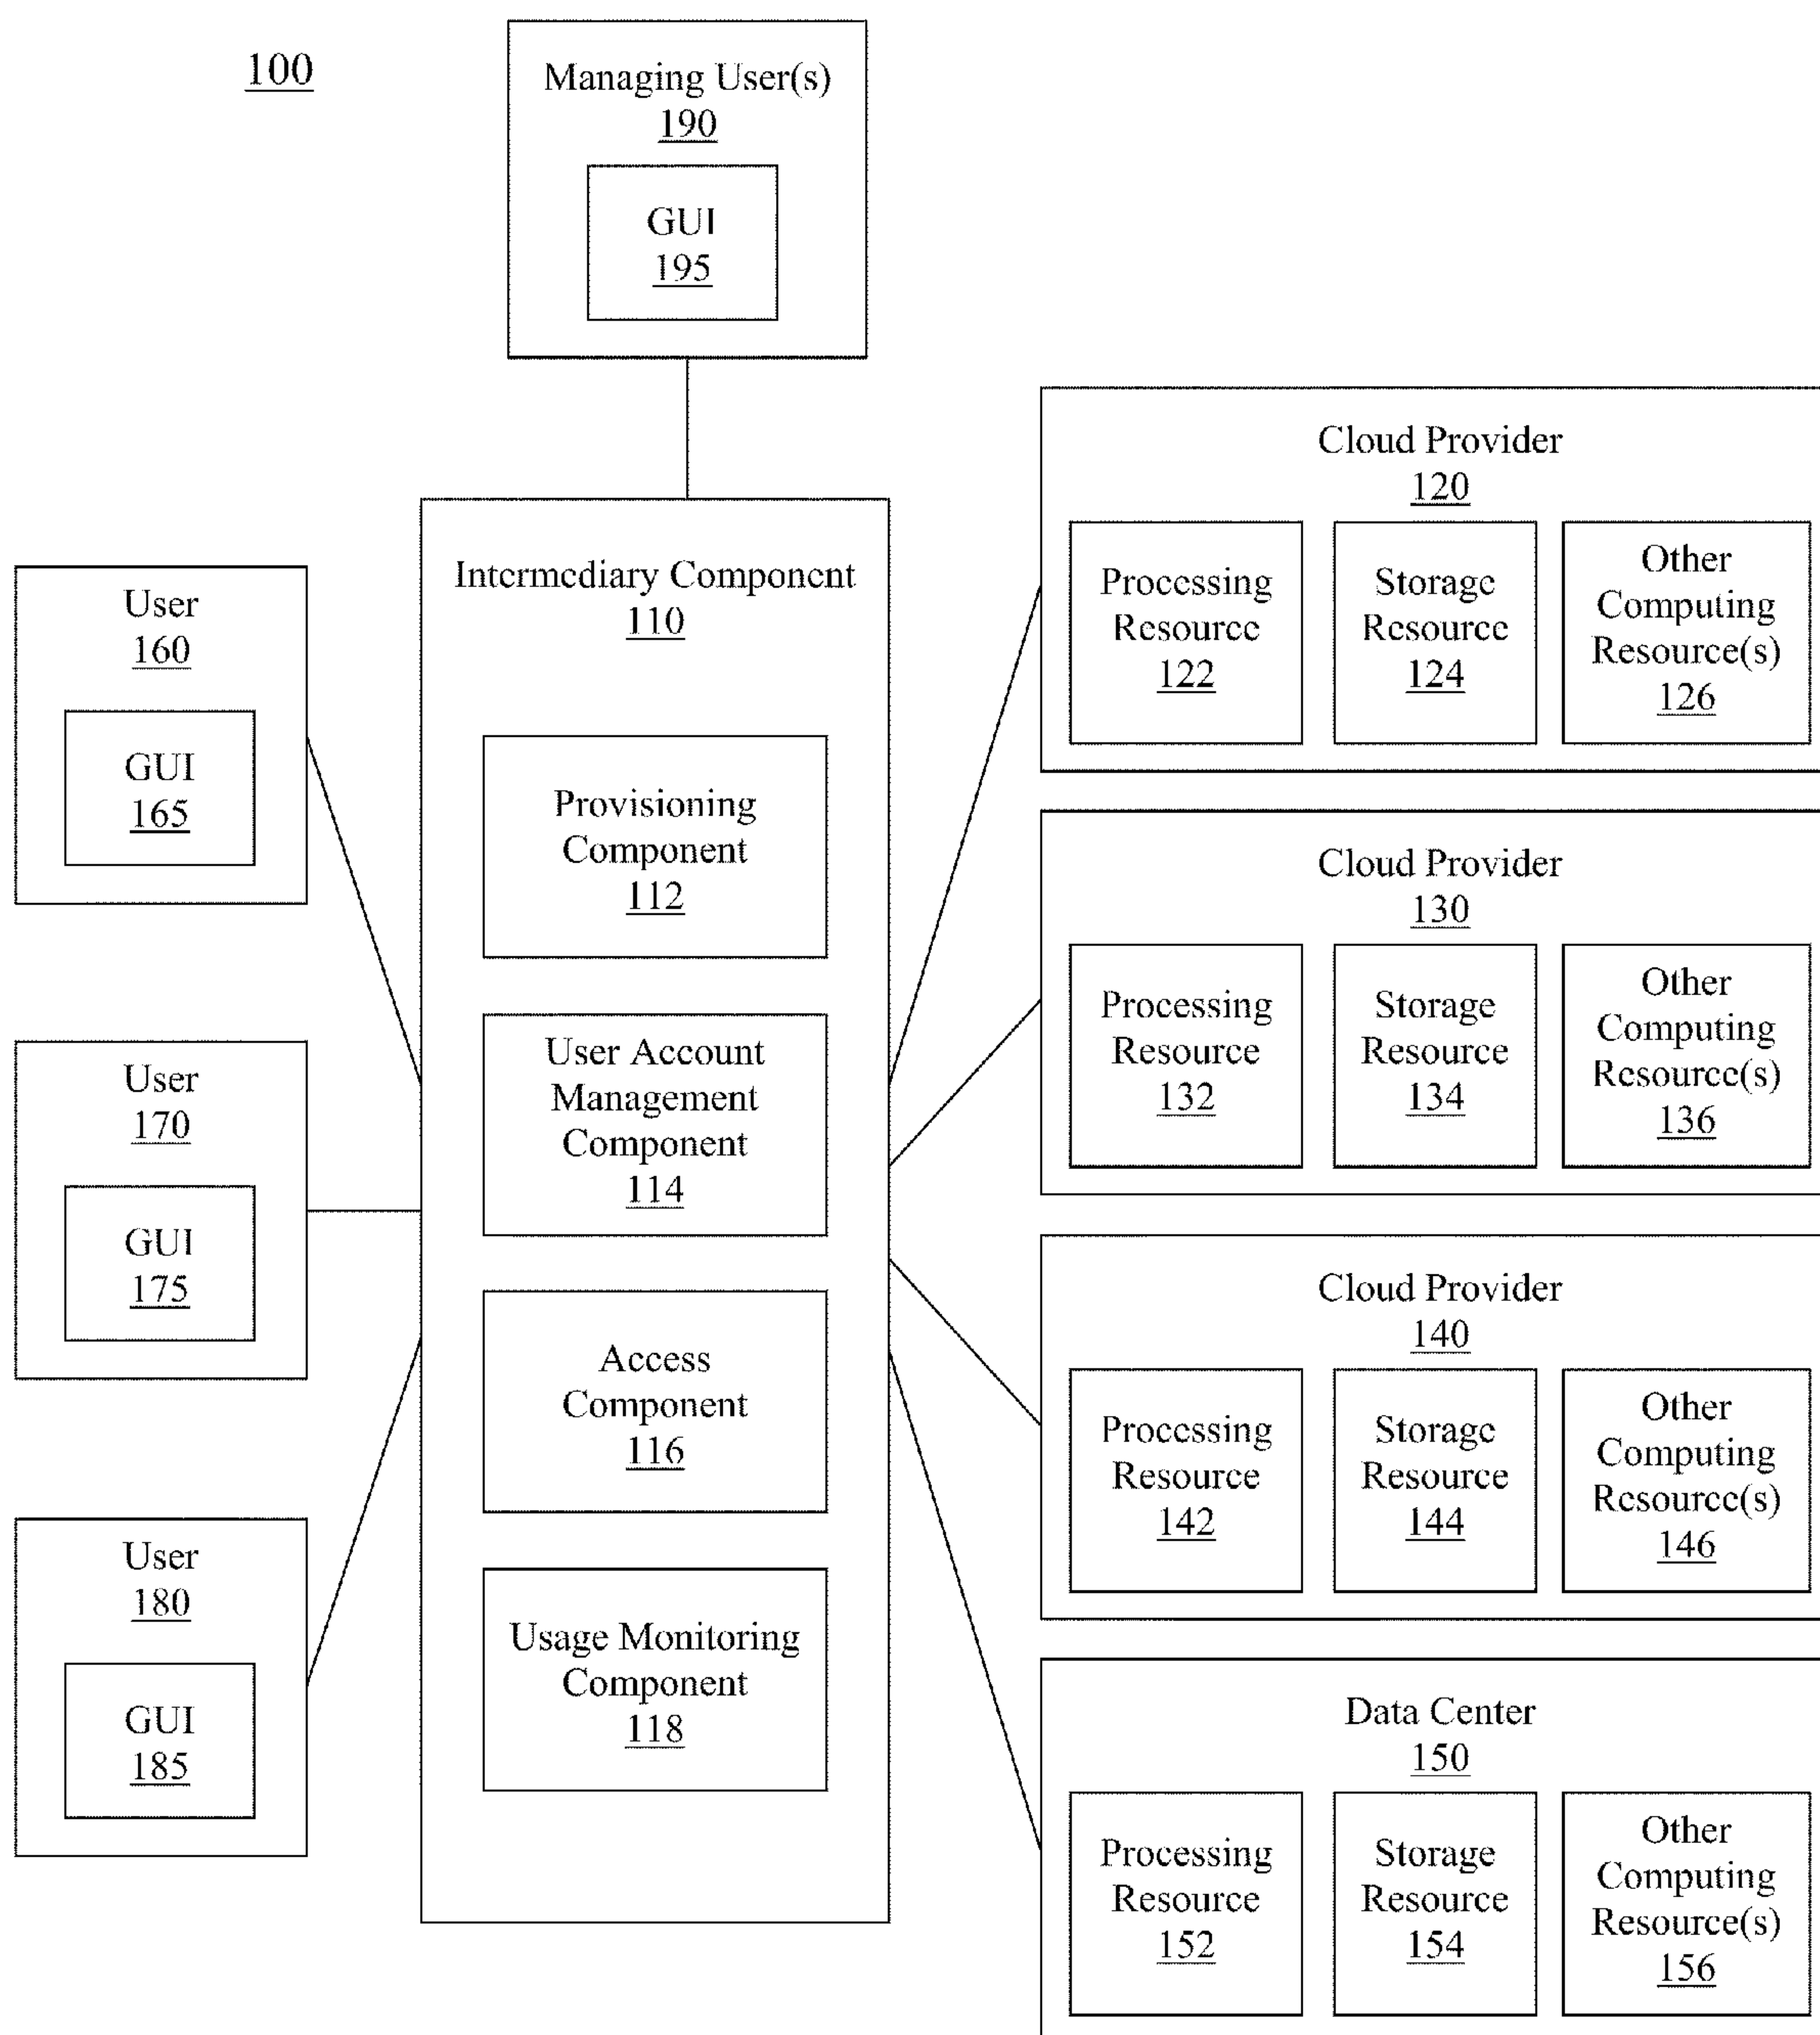 100
Managing User(s)
190
GUI
195
User
160
GUI
165
User
170
GUI
175
User
180
GUI
185
Intermediary Component
110
Provisioning
Component
112
User Account
Management
Component
114
Access
Component
116
Usage Monitoring
Component
118
Cloud Provider
120
Processing
Resource
122
Storage
Resource
124
Other
Computing
Resource(s)
126
Cloud Provider
130
Processing
Resource
132
Storage
Resource
134
Other
Computing
Resource(s)
136
Cloud Provider
140
Processing
Resource
142
Storage
Resource
144
Other
Computing
Resource(s)
146
Data Center
150
Processing
Resource
152
Storage
Resource
154
Other
Computing
Resource(s)
156